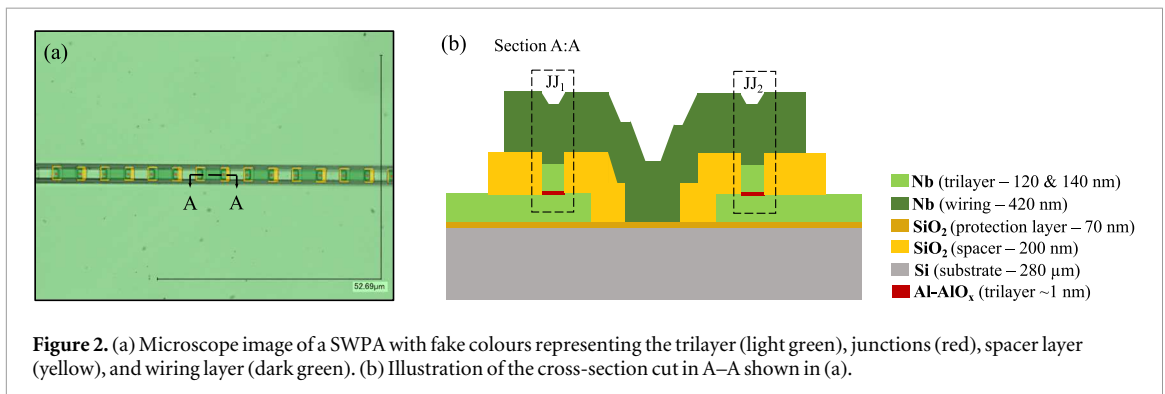 (a)
A
A
52.69µm
(b)
Section A:A
JJ₁
JJ₂
Nb (trilayer – 120 & 140 nm)
Nb (wiring – 420 nm)
SiO₂ (protection layer – 70 nm)
SiO₂ (spacer – 200 nm)
Si (substrate – 280 µm)
Al-AlOₓ (trilayer ~1 nm)
Figure 2. (a) Microscope image of a SWPA with fake colours representing the trilayer (light green), junctions (red), spacer layer
(yellow), and wiring layer (dark green). (b) Illustration of the cross-section cut in A–A shown in (a).